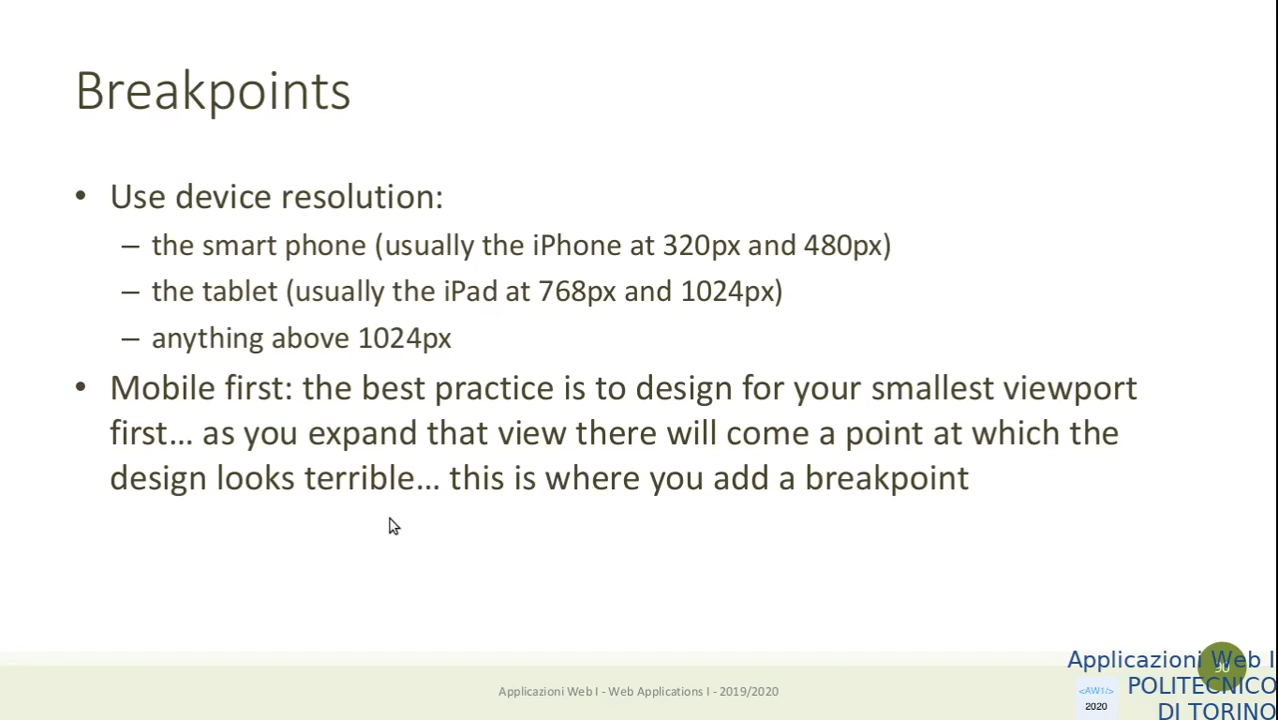 Breakpoints
• Use device resolution:
– the smart phone (usually the iPhone at 320px and 480px)
– the tablet (usually the iPad at 768px and 1024px)
– anything above 1024px
• Mobile first: the best practice is to design for your smallest viewport
first... as you expand that view there will come a point at which the
design looks terrible... this is where you add a breakpoint
Applicazioni Web I - Web Applications I - 2019/2020
Applicazioni Web I
POLITECNICO
DI TORINO
<AW1/>
2020